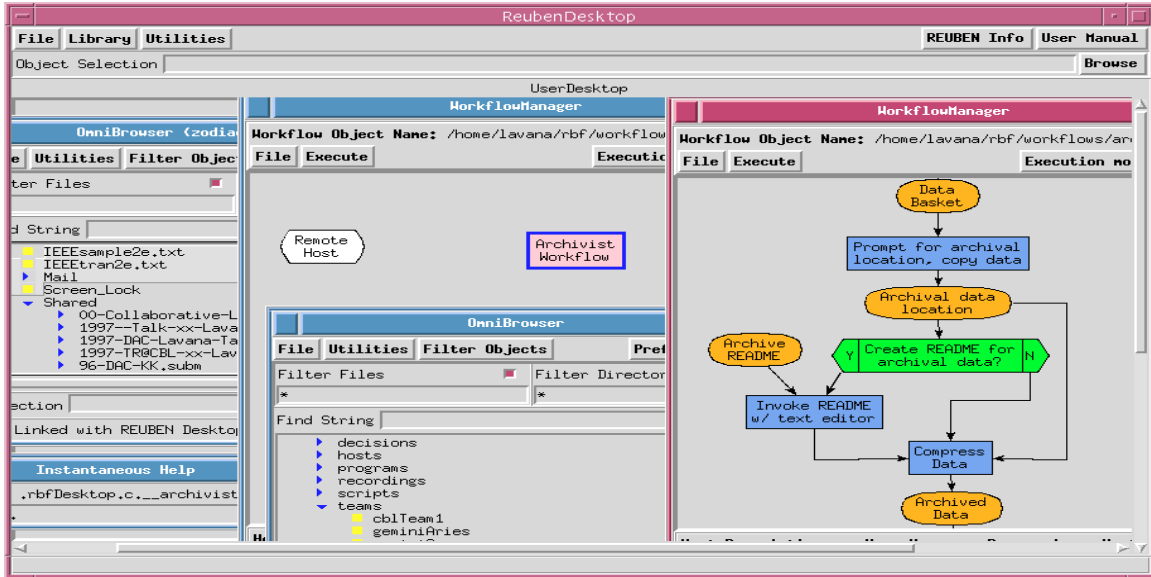 ReubenDesktop
File Library Utilities REUBEN Info User Manual
Object Selection Browse
UserDesktop
OmniBrowser (zodia
e Utilities Filter Objec
ter Files
d String
IEEEsample2e.txt
IEEEtran2e.txt
Mail
Screen_Lock
Shared
00-Collaborative-L
1997--Talk-xx-Lava
1997-DAC-Lavana-Ta
1997-TR@CBL-xx-Lav
96-DAC-KK.subm
ection
Linked with REUBEN Deskto
Instantaneous Help
.rbfDesktop.c.__archivist
WorkflowManager
Workflow Object Name: /home/lavana/rbf/workflow
File Execute Executio
Remote
Host
Archivist
Workflow
OmniBrowser
File Utilities Filter Objects Pref
Filter Files Filter Director
* *
Find String
decisions
hosts
programs
recordings
scripts
teams
cblTeam1
geminiAries
WorkflowManager
Workflow Object Name: /home/lavana/rbf/workflows/ar
File Execute Execution mo
Data
Basket
Prompt for archival
location, copy data
Archival data
location
Archive
README
Y Create README for N
archival data?
Invoke README
w/ text editor
Compress
Data
Archived
Data